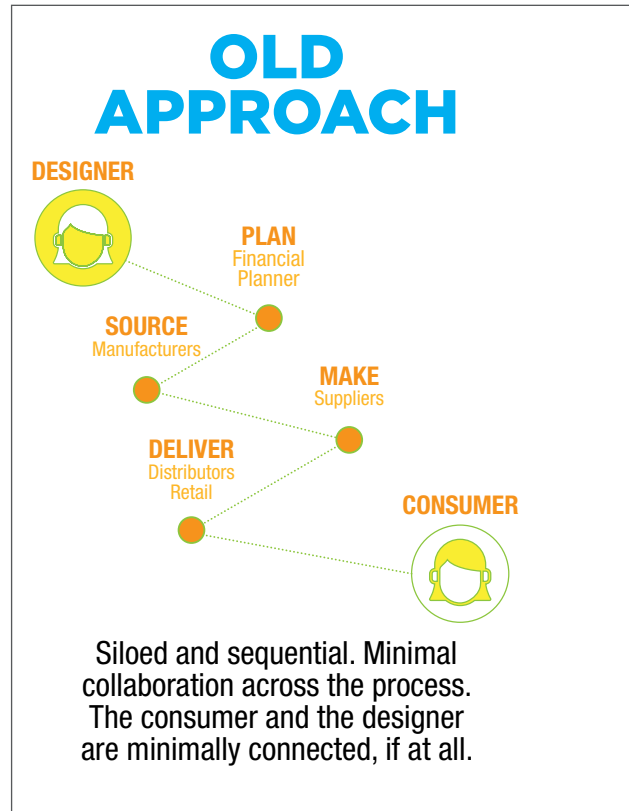 OLD
APPROACH
DESIGNER
PLAN
Financial
Planner
SOURCE
Manufacturers
MAKE
Suppliers
DELIVER
Distributors
Retail
CONSUMER
Siloed and sequential. Minimal
collaboration across the process.
The consumer and the designer
are minimally connected, if at all.